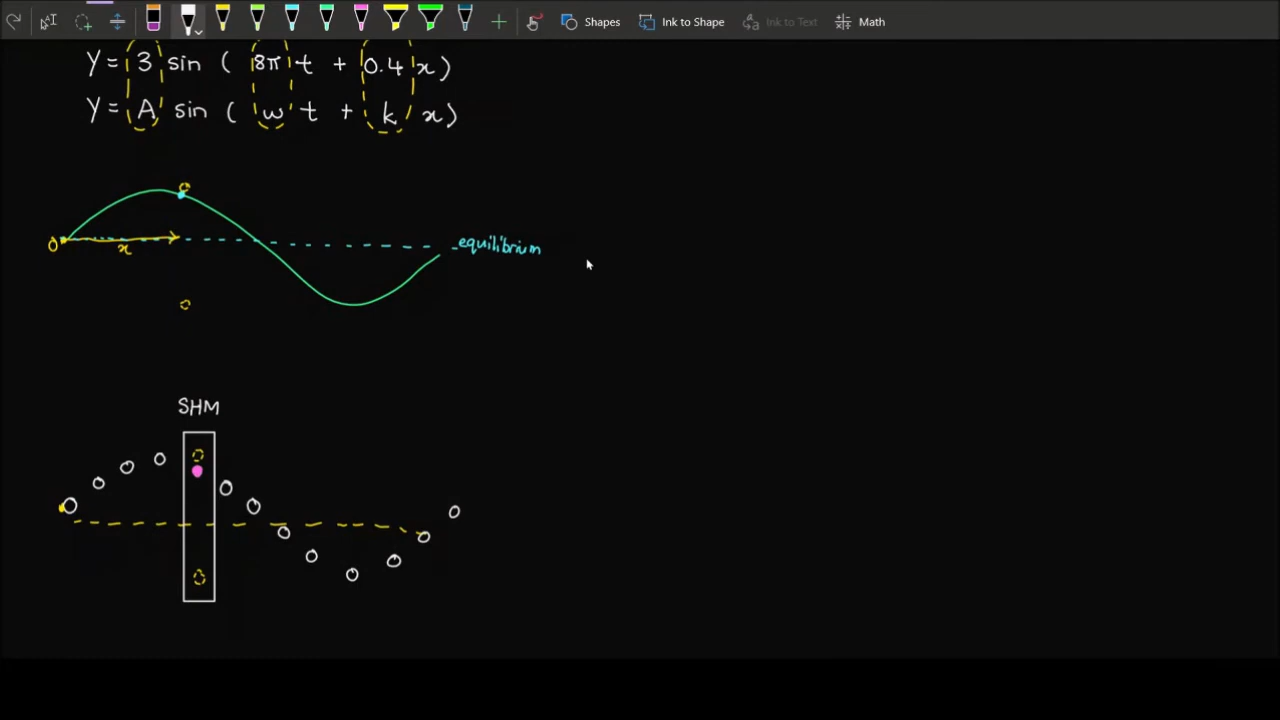 Shapes Ink to Shape Ink to Text Math
Y = 3 sin ( 8π t + 0.4 x )
Y = A sin ( w t + k x )
equilibrium
0
x
SHM